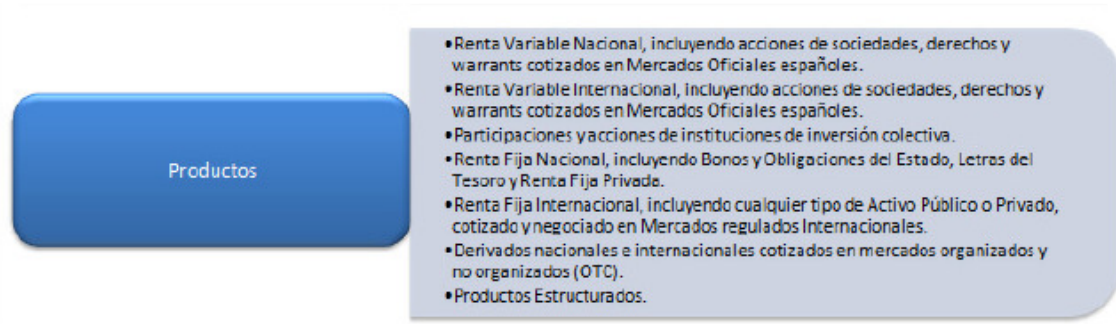 Productos
•Renta Variable Nacional, incluyendo acciones de sociedades, derechos y
warrants cotizados en Mercados Oficiales españoles.
•Renta Variable Internacional, incluyendo acciones de sociedades, derechos y
warrants cotizados en Mercados Oficiales españoles.
•Participaciones y acciones de instituciones de inversión colectiva.
•Renta Fija Nacional, incluyendo Bonos y Obligaciones del Estado, Letras del
Tesoro y Renta Fija Privada.
•Renta Fija Internacional, incluyendo cualquier tipo de Activo Público o Privado,
cotizado y negociado en Mercados regulados Internacionales.
•Derivados nacionales e internacionales cotizados en mercados organizados y
no organizados (OTC).
•Productos Estructurados.